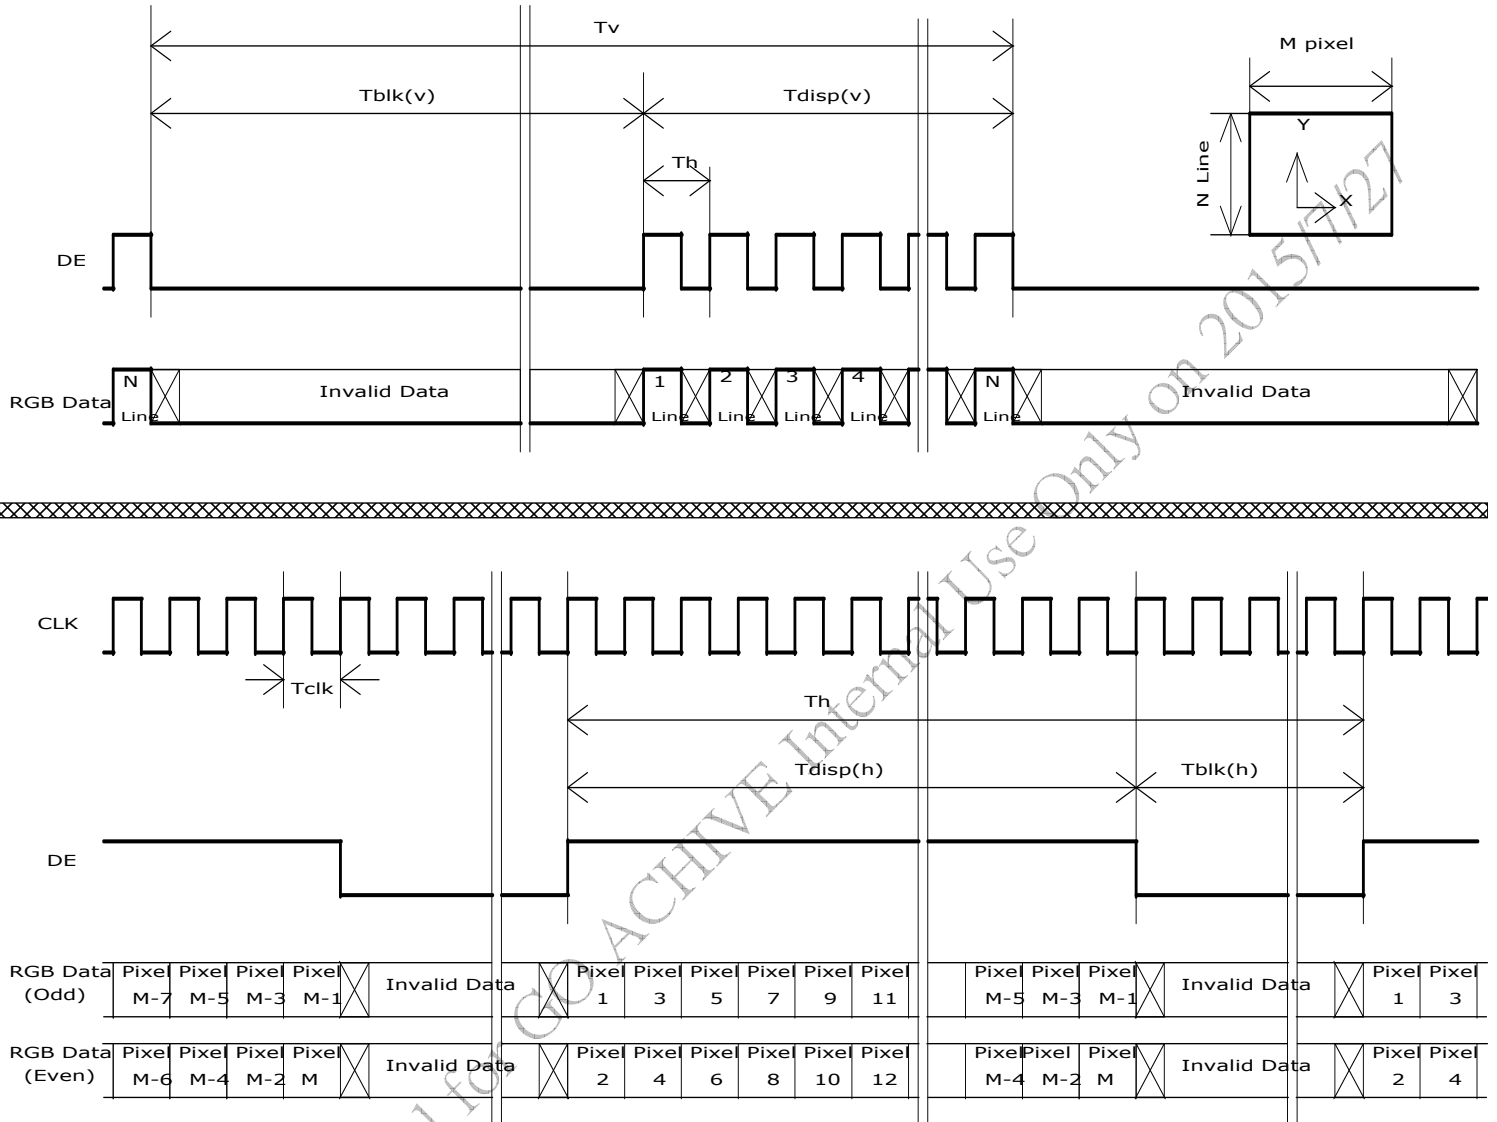 Tv
M pixel
Tblk(v)
Tdisp(v)
Y
Th
N Line
X
DE
N
Line
Invalid Data
1
Line
2
Line
3
Line
4
Line
N
Line
Invalid Data
RGB Data
CLK
Tclk
Th
Tdisp(h)
Tblk(h)
DE
RGB Data
(Odd)
Pixel
M-7
Pixel
M-5
Pixel
M-3
Pixel
M-1
Invalid Data
Pixel
1
Pixel
3
Pixel
5
Pixel
7
Pixel
9
Pixel
11
Pixel
M-5
Pixel
M-3
Pixel
M-1
Invalid Data
Pixel
1
Pixel
3
RGB Data
(Even)
Pixel
M-6
Pixel
M-4
Pixel
M-2
Pixel
M
Invalid Data
Pixel
2
Pixel
4
Pixel
6
Pixel
8
Pixel
10
Pixel
12
Pixel
M-4
Pixel
M-2
Pixel
M
Invalid Data
Pixel
2
Pixel
4
for GO ACHIVE Internal Use Only on 2015/7/27